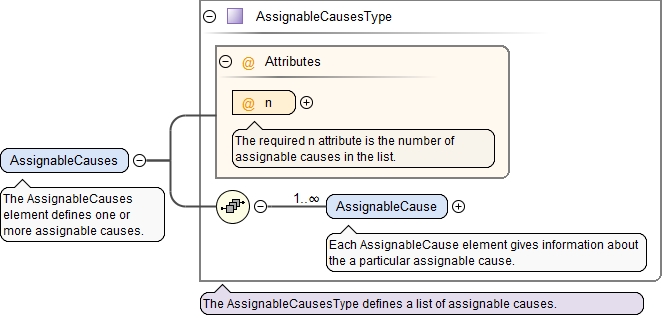 AssignableCausesType
@ Attributes
@ n
The required n attribute is the number of
assignable causes in the list.
AssignableCauses
The AssignableCauses
element defines one or
more assignable causes.
1..∞
AssignableCause
Each AssignableCause element gives information about
the a particular assignable cause.
The AssignableCausesType defines a list of assignable causes.